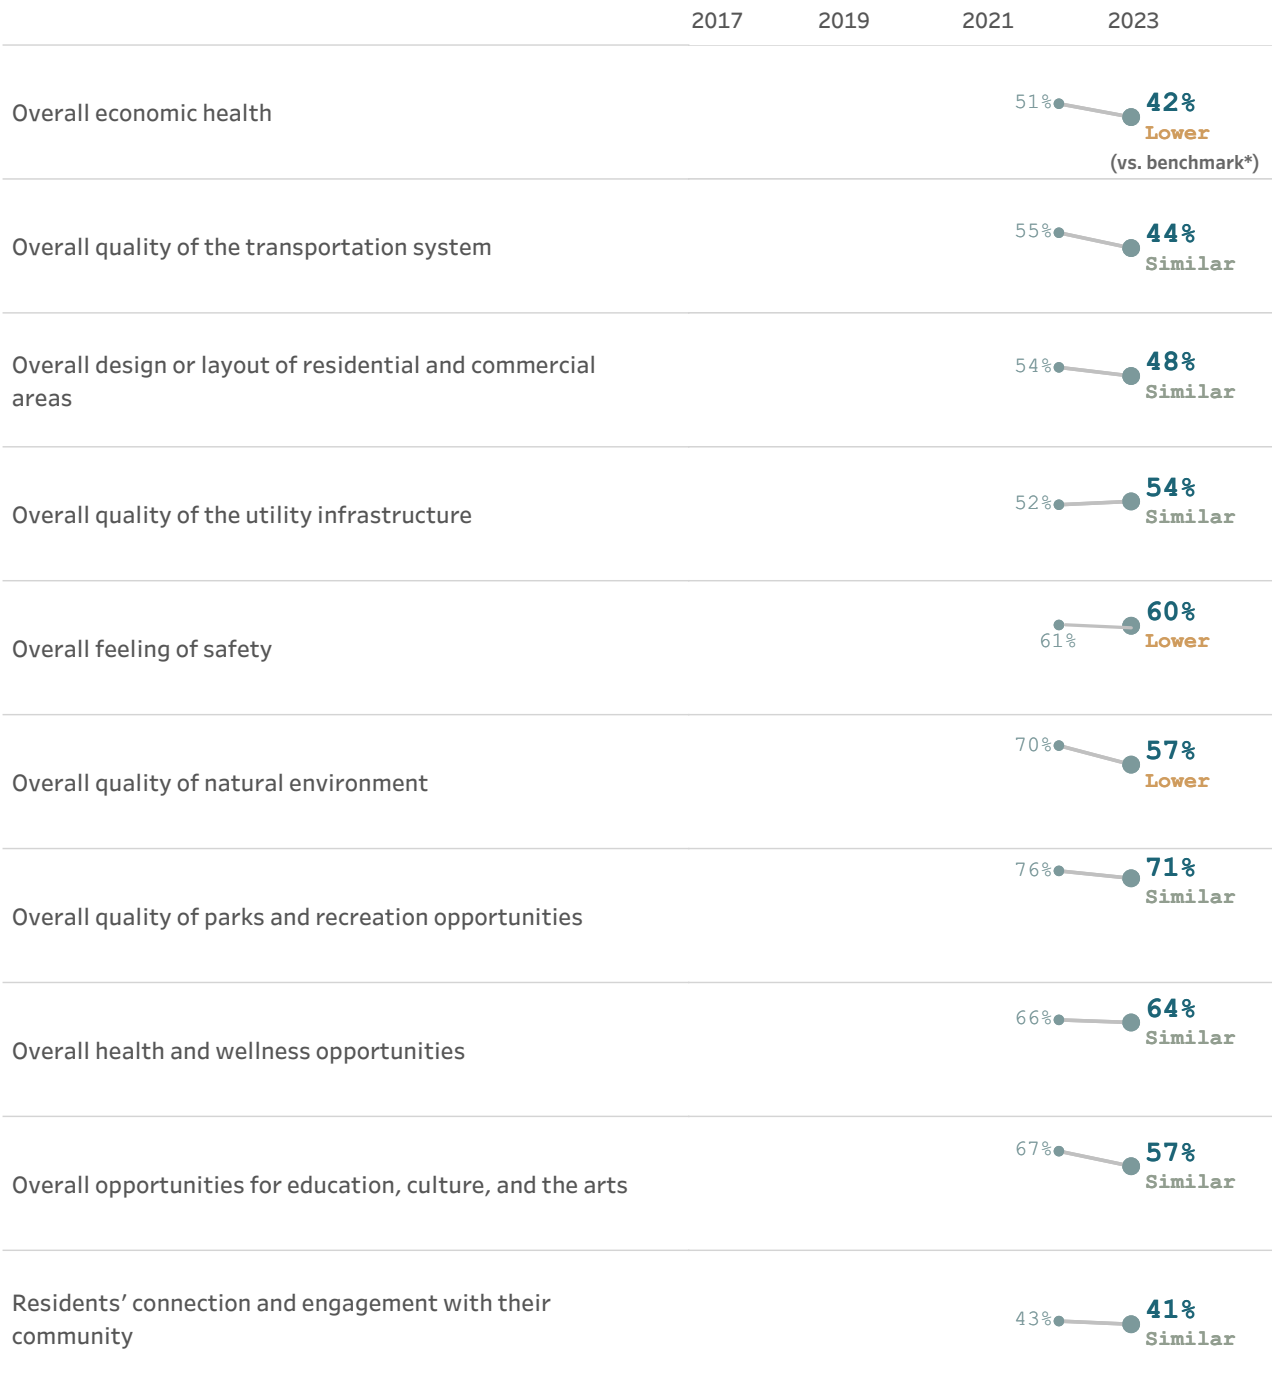 2017 2019 2021 2023
Overall economic health
51% 42%
Lower
(vs. benchmark*)
Overall quality of the transportation system
55% 44%
Similar
Overall design or layout of residential and commercial
areas
54% 48%
Similar
Overall quality of the utility infrastructure
52% 54%
Similar
Overall feeling of safety
61% 60%
Lower
Overall quality of natural environment
70% 57%
Lower
Overall quality of parks and recreation opportunities
76% 71%
Similar
Overall health and wellness opportunities
66% 64%
Similar
Overall opportunities for education, culture, and the arts
67% 57%
Similar
Residents’ connection and engagement with their
community
43% 41%
Similar